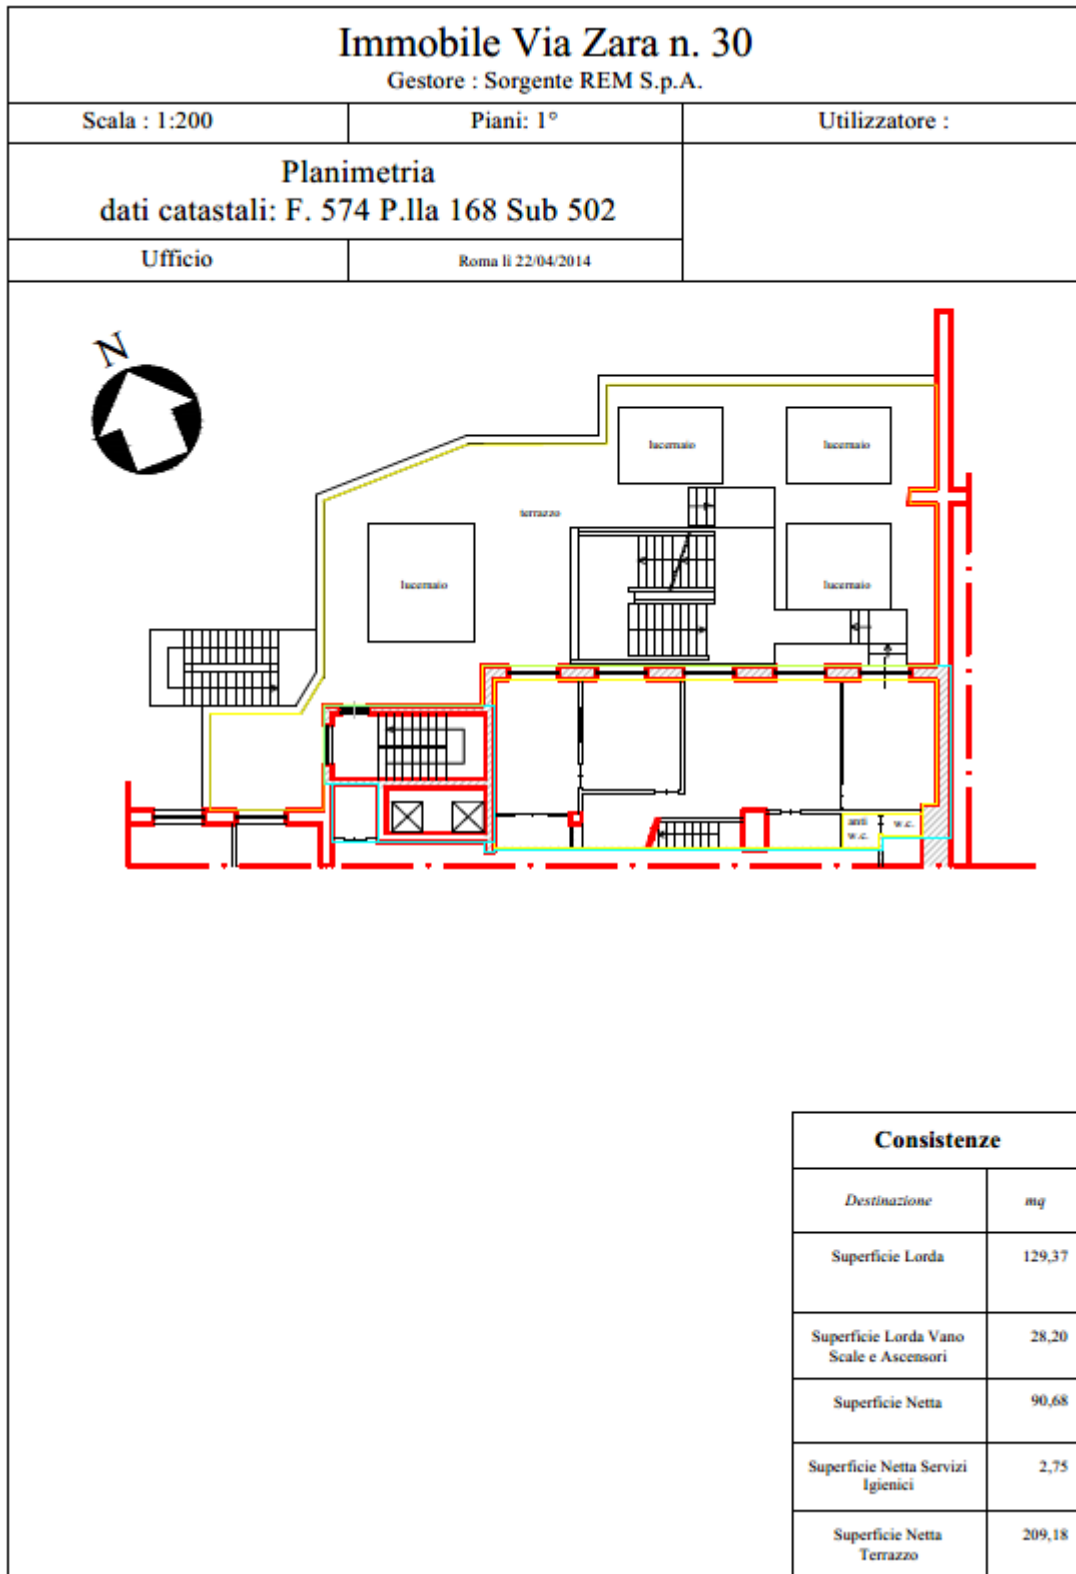 Immobile Via Zara n. 30
Gestore : Sorgente REM S.p.A.
Scala : 1:200
Piani: 1°
Utilizzatore :
Planimetria
dati catastali: F. 574 P.lla 168 Sub 502
Ufficio
Roma li 22/04/2014
N
lucernaio
lucernaio
terrazzo
lucernaio
lucernaio
anti
w.c.
w.c.
Consistenze
Destinazione
mq
Superficie Lorda
129,37
Superficie Lorda Vano
Scale e Ascensori
28,20
Superficie Netta
90,68
Superficie Netta Servizi
Igienici
2,75
Superficie Netta
Terrazzo
209,18